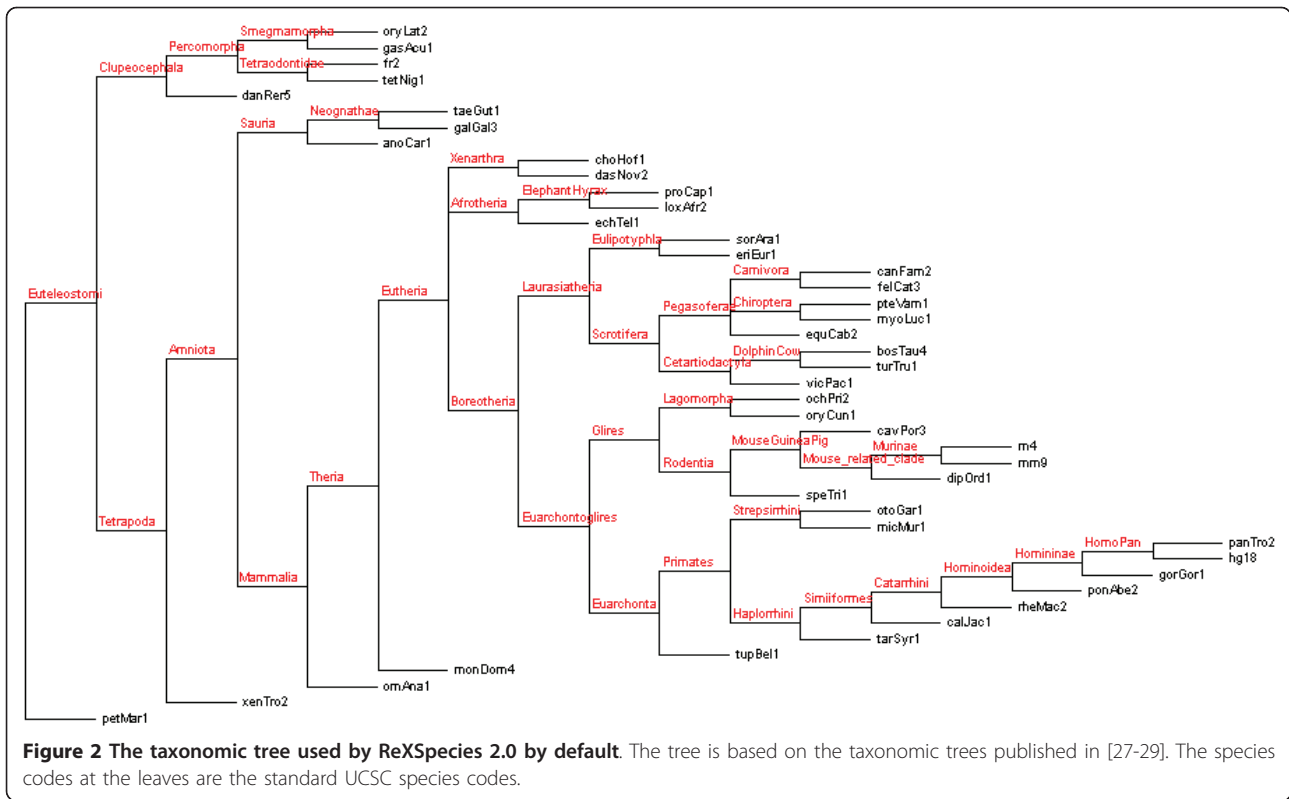 Smegmamorpha
oryLat2
Percomorpha
gasAcu1
fr2
Clupeocephala
Tetraodontidae
tetNig1
danRer5
Neognathae
taeGut1
Sauria
galGal3
anoCar1
Xenarthra
choHof1
dasNov2
ElephantHyrax
proCap1
Afrotheria
loxAfr2
echTel1
Eulipotyphla
sorAra1
eriEur1
Carnivora
canFam2
Euteleostomi
Eutheria
Laurasiatheria
felCat3
Pegasoferae
Chiroptera
pteVam1
myoLuc1
Scrotifera
equCab2
Amniota
DolphinCow
bosTau4
Cetartiodactyla
turTru1
vicPac1
Boreotheria
Lagomorpha
ochPri2
oryCun1
Glires
MouseGuineaPig
cavPor3
Murinae
rn4
Rodentia
Mouse_related_clade
mm9
Theria
dipOrd1
speTri1
Tetrapoda
Euarchontoglires
Strepsirrhini
otoGar1
micMur1
HomoPan
panTro2
Primates
Homininae
hg18
Mammalia
Hominoidea
gorGor1
Catarrhini
ponAbe2
Euarchonta
Simiiformes
rheMac2
Haplorrhini
calJac1
tarSyr1
tupBel1
monDom4
ornAna1
xenTro2
petMar1
Figure 2 The taxonomic tree used by ReXSpecies 2.0 by default. The tree is based on the taxonomic trees published in [27-29]. The species
codes at the leaves are the standard UCSC species codes.